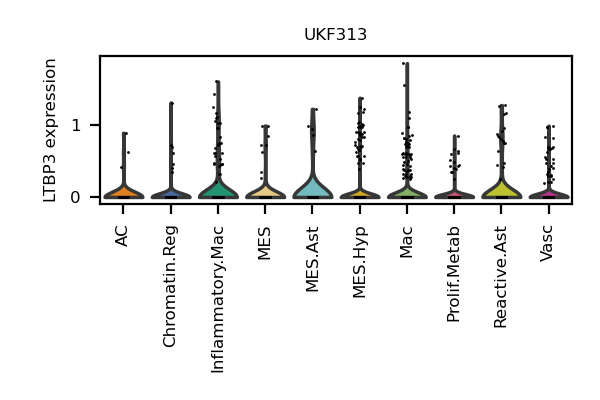 UKF313
LTBP3 expression
1
0
AC
Chromatin.Reg
Inflammatory.Mac
MES
MES.Ast
MES.Hyp
Mac
Prolif.Metab
Reactive.Ast
Vasc